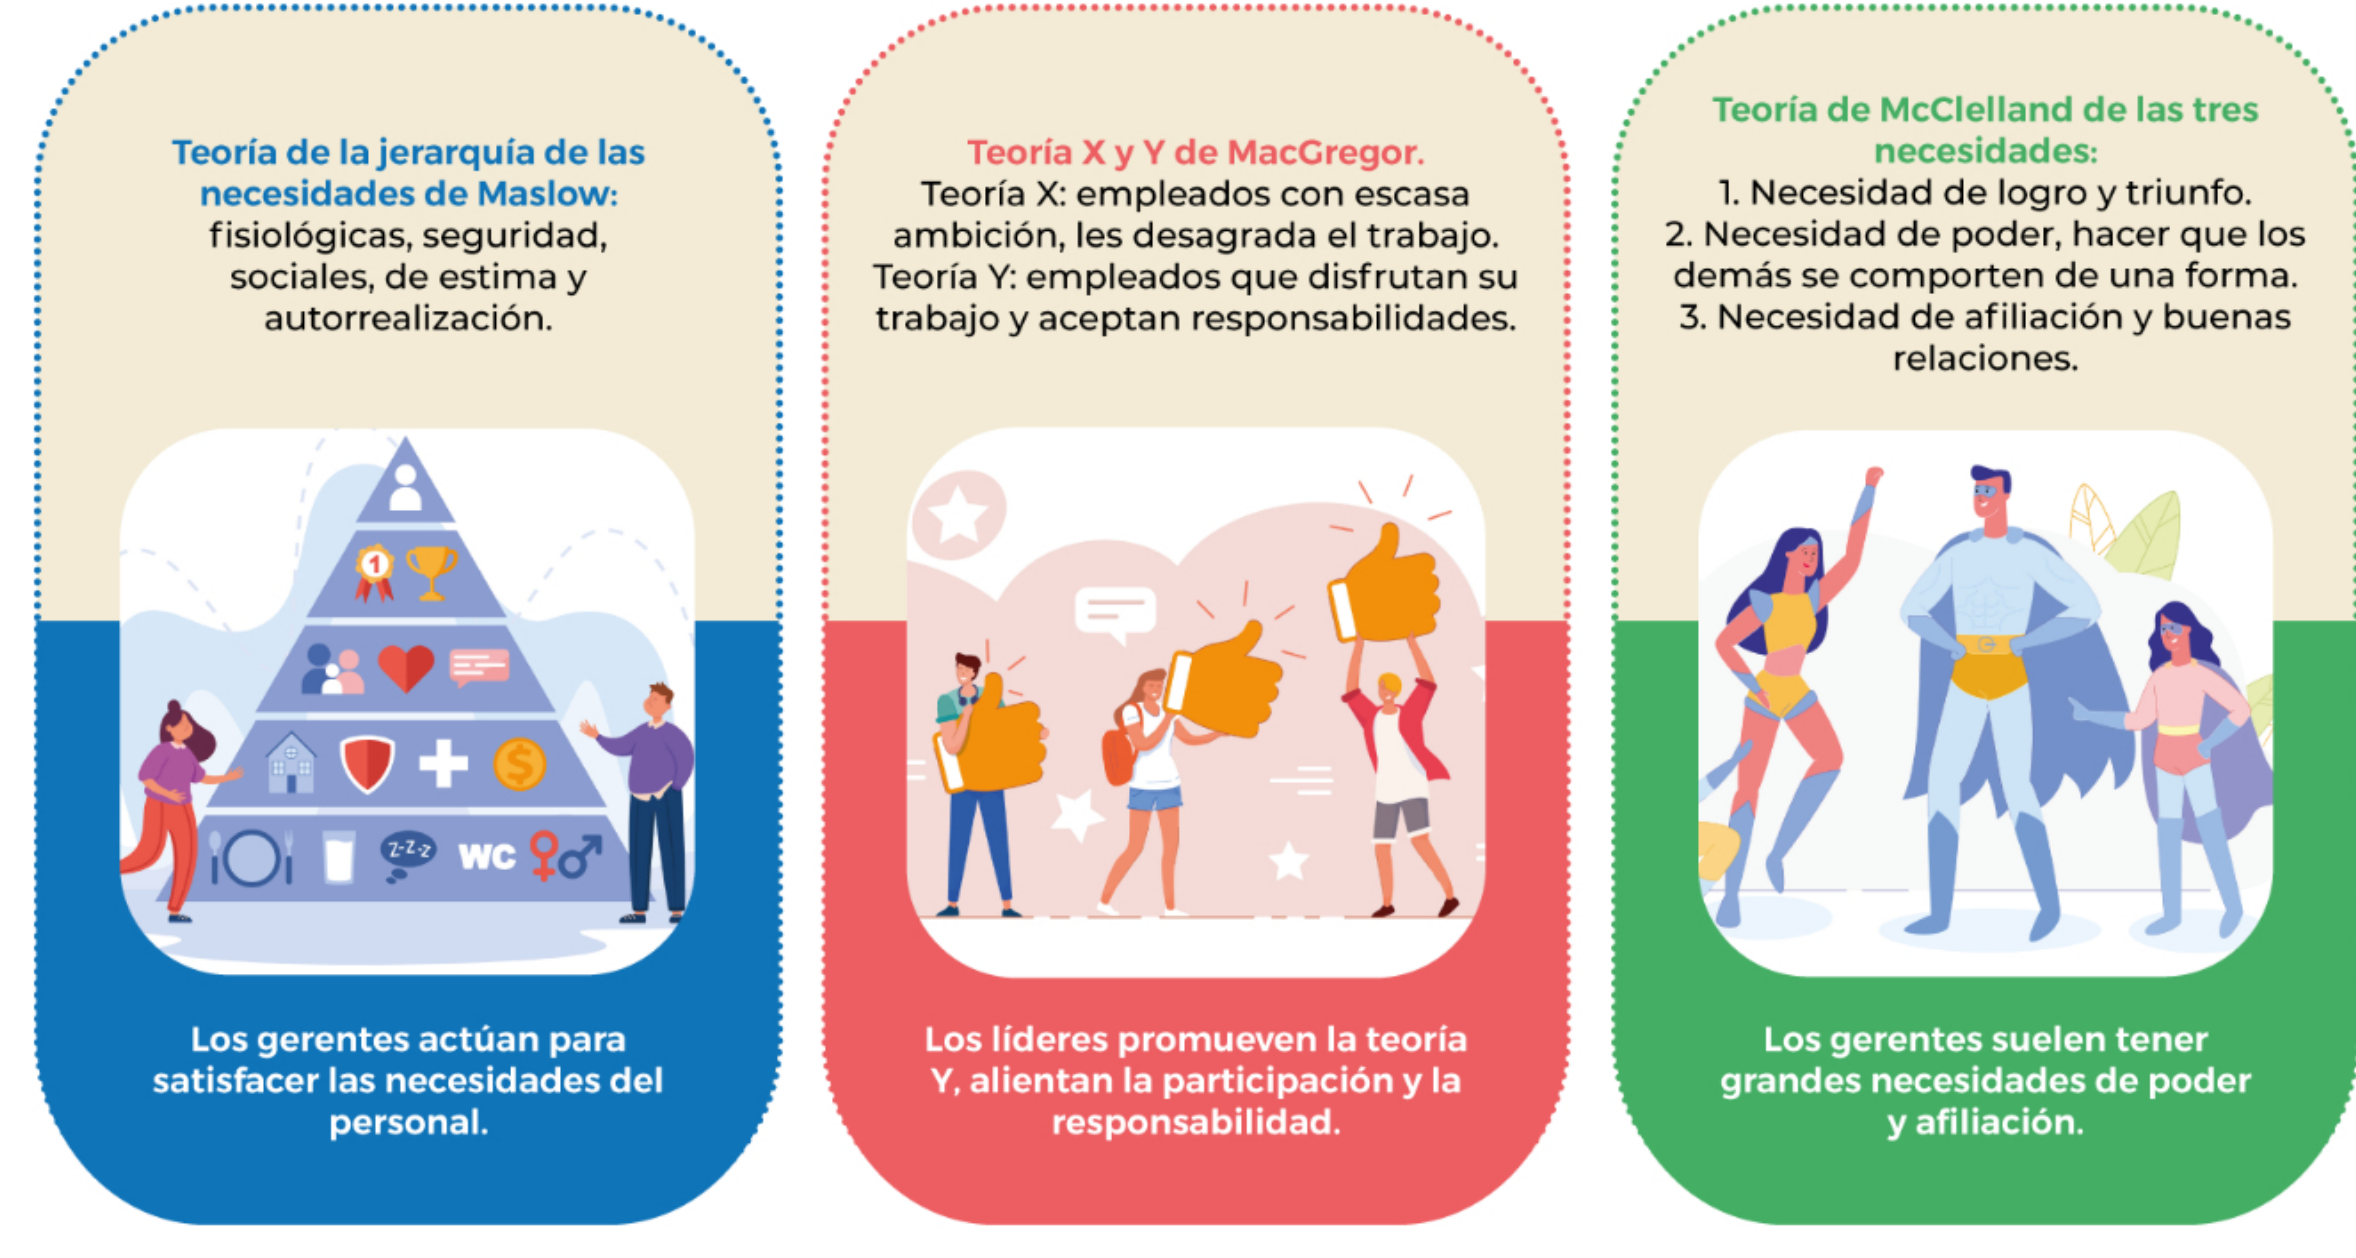 Teoría de la jerarquía de las
necesidades de Maslow:
fisiológicas, seguridad,
sociales, de estima y
autorrealización.
1
Z-Z-Z
WC
Los gerentes actúan para
satisfacer las necesidades del
personal.
Teoría X y Y de MacGregor.
Teoría X: empleados con escasa
ambición, les desagrada el trabajo.
Teoría Y: empleados que disfrutan su
trabajo y aceptan responsabilidades.
Los líderes promueven la teoría
Y, alientan la participación y la
responsabilidad.
Teoría de McClelland de las tres
necesidades:
1. Necesidad de logro y triunfo.
2. Necesidad de poder, hacer que los
demás se comporten de una forma.
3. Necesidad de afiliación y buenas
relaciones.
Los gerentes suelen tener
grandes necesidades de poder
y afiliación.